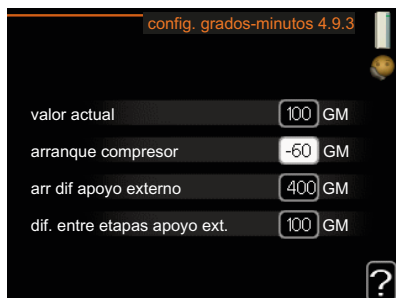 config. grados-minutos 4.9.3
valor actual 100 GM
arranque compresor -60 GM
arr dif apoyo externo 400 GM
dif. entre etapas apoyo ext. 100 GM
?